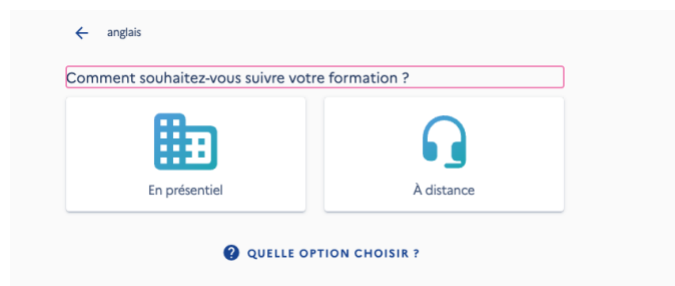 anglais
Comment souhaitez-vous suivre votre formation ?
En présentiel
À distance
QUELLE OPTION CHOISIR ?